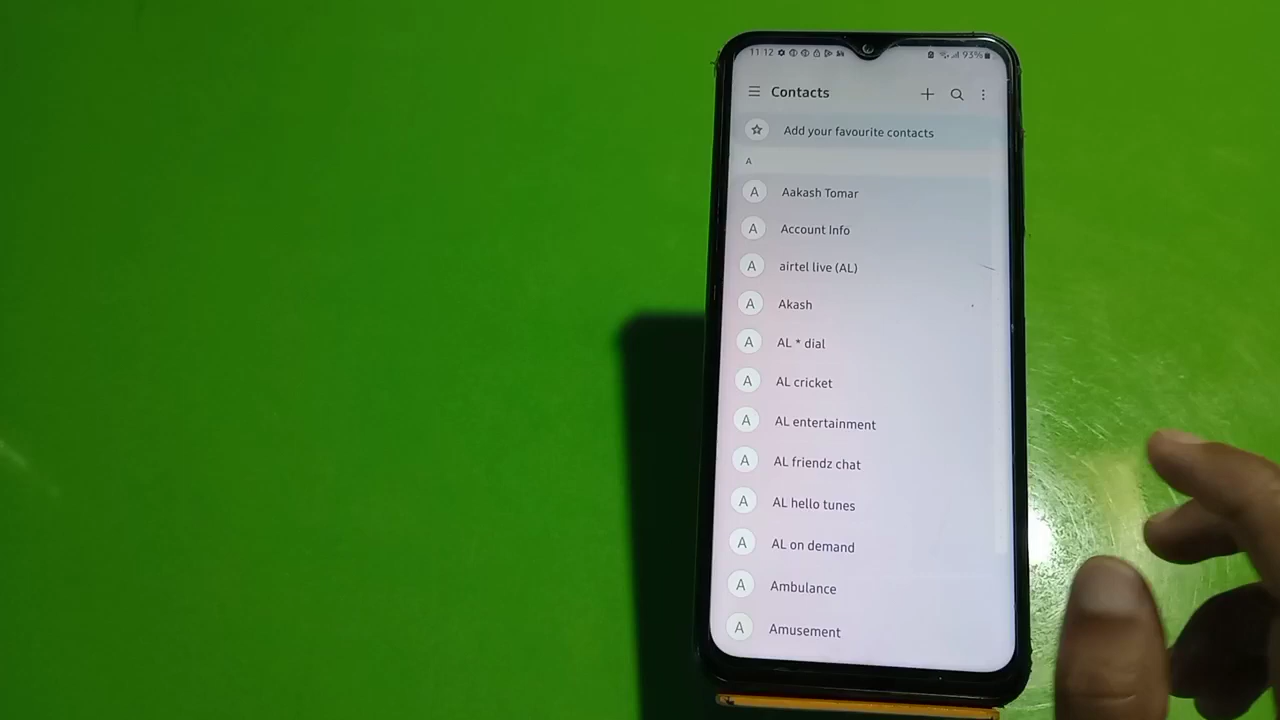 11:12 93%
Contacts
Add your favourite contacts
A
A Aakash Tomar
A Account Info
A airtel live (AL)
A Akash
A AL * dial
A AL cricket
A AL entertainment
A AL friendz chat
A AL hello tunes
A AL on demand
A Ambulance
A Amusement